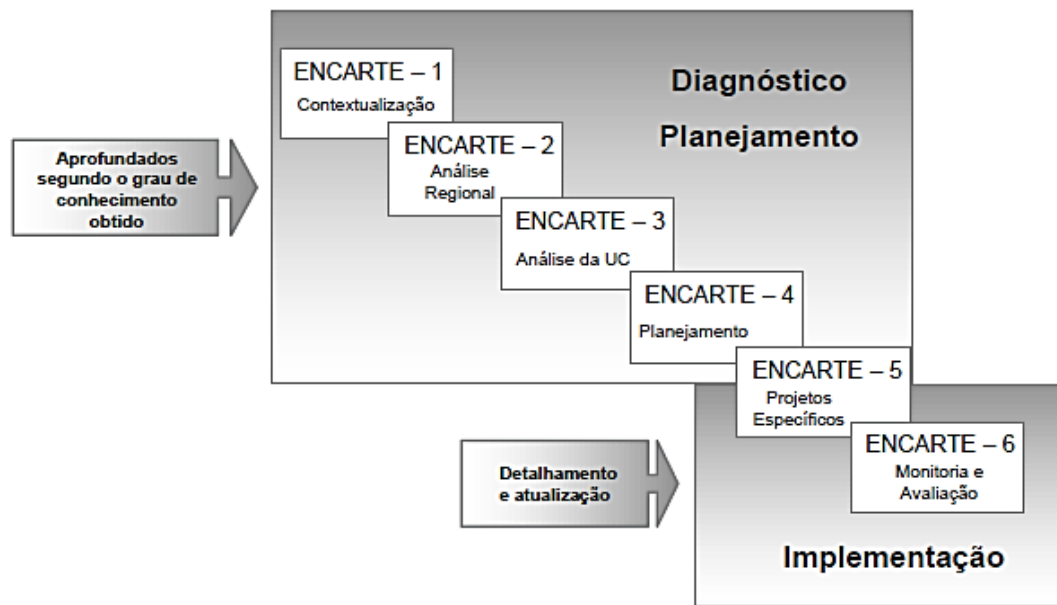 ENCARTE – 1
Contextualização
Diagnóstico
Planejamento
ENCARTE – 2
Análise
Regional
Aprofundados
segundo o grau de
conhecimento
obtido
ENCARTE – 3
Análise da UC
ENCARTE – 4
Planejamento
ENCARTE – 5
Projetos
Específicos
ENCARTE – 6
Monitoria e
Avaliação
Detalhamento
e atualização
Implementação